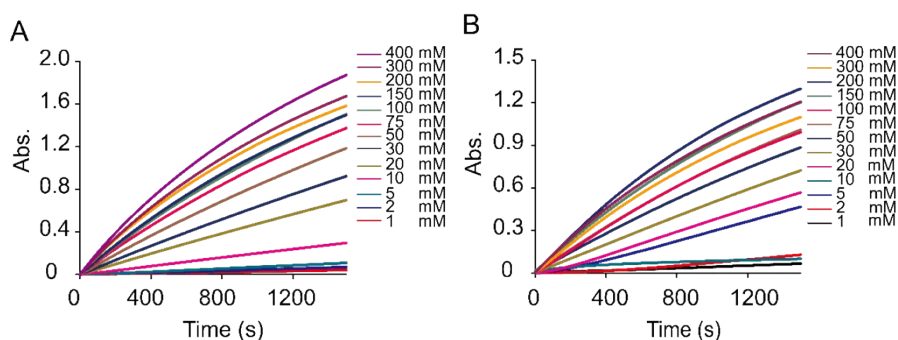 A
Abs.
2.0
1.6
1.2
0.8
0.4
0
0
400
800
1200
Time (s)
400 mM
300 mM
200 mM
150 mM
100 mM
75 mM
50 mM
30 mM
20 mM
10 mM
5 mM
2 mM
1 mM
B
Abs.
1.5
1.2
0.9
0.6
0.3
0
0
400
800
1200
Time (s)
400 mM
300 mM
200 mM
150 mM
100 mM
75 mM
50 mM
30 mM
20 mM
10 mM
5 mM
2 mM
1 mM